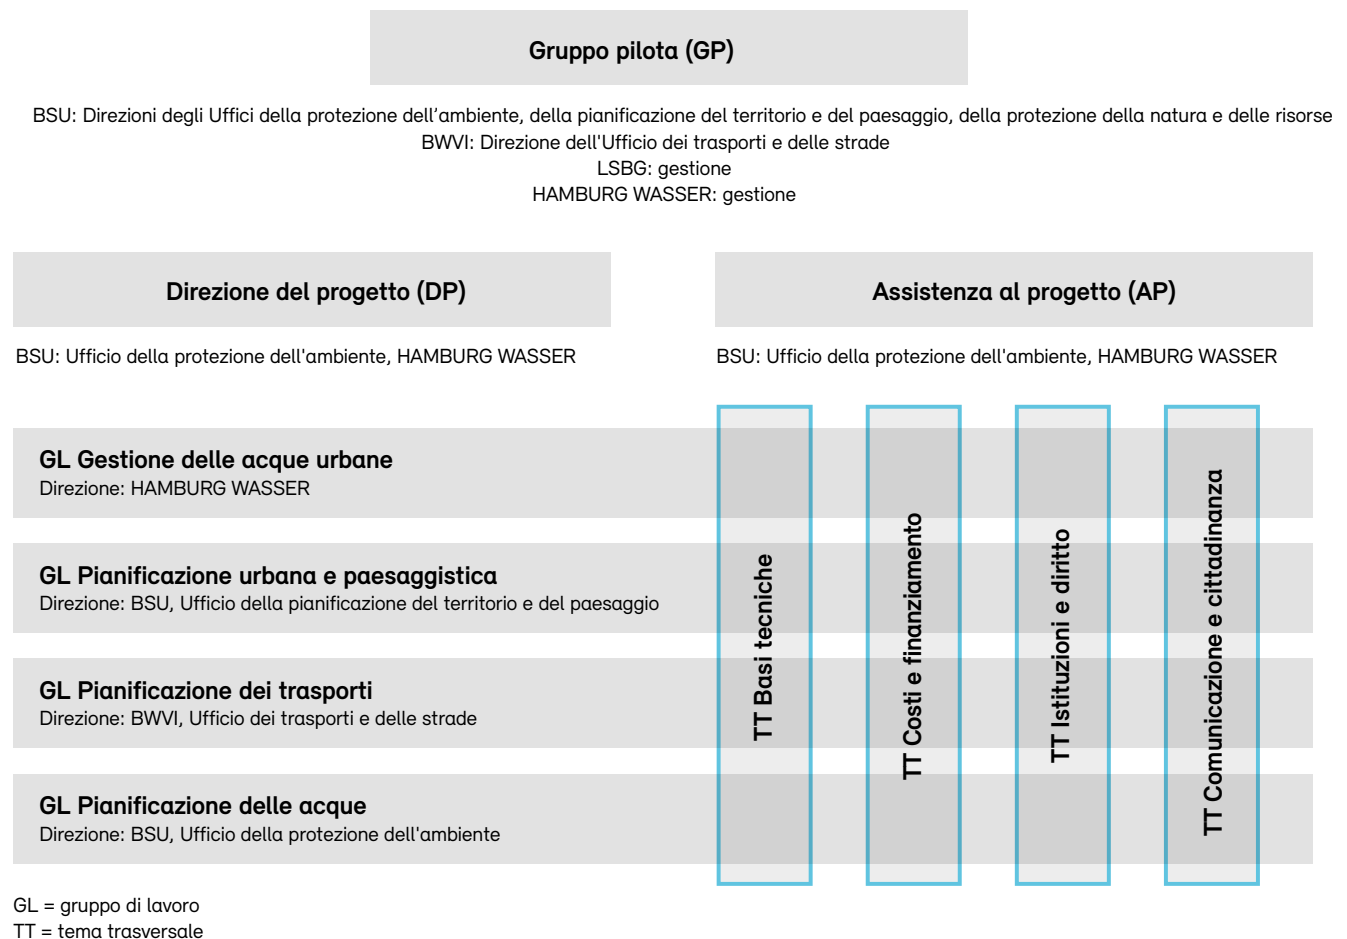 Gruppo pilota (GP)
BSU: Direzioni degli Uffici della protezione dell'ambiente, della pianificazione del territorio e del paesaggio, della protezione della natura e delle risorse
BWVI: Direzione dell'Ufficio dei trasporti e delle strade
LSBG: gestione
HAMBURG WASSER: gestione
Direzione del progetto (DP)
BSU: Ufficio della protezione dell'ambiente, HAMBURG WASSER
Assistenza al progetto (AP)
BSU: Ufficio della protezione dell'ambiente, HAMBURG WASSER
GL Gestione delle acque urbane
Direzione: HAMBURG WASSER
GL Pianificazione urbana e paesaggistica
Direzione: BSU, Ufficio della pianificazione del territorio e del paesaggio
GL Pianificazione dei trasporti
Direzione: BWVI, Ufficio dei trasporti e delle strade
GL Pianificazione delle acque
Direzione: BSU, Ufficio della protezione dell'ambiente
TT Basi tecniche
TT Costi e finanziamento
TT Istituzioni e diritto
TT Comunicazione e cittadinanza
GL = gruppo di lavoro
TT = tema trasversale